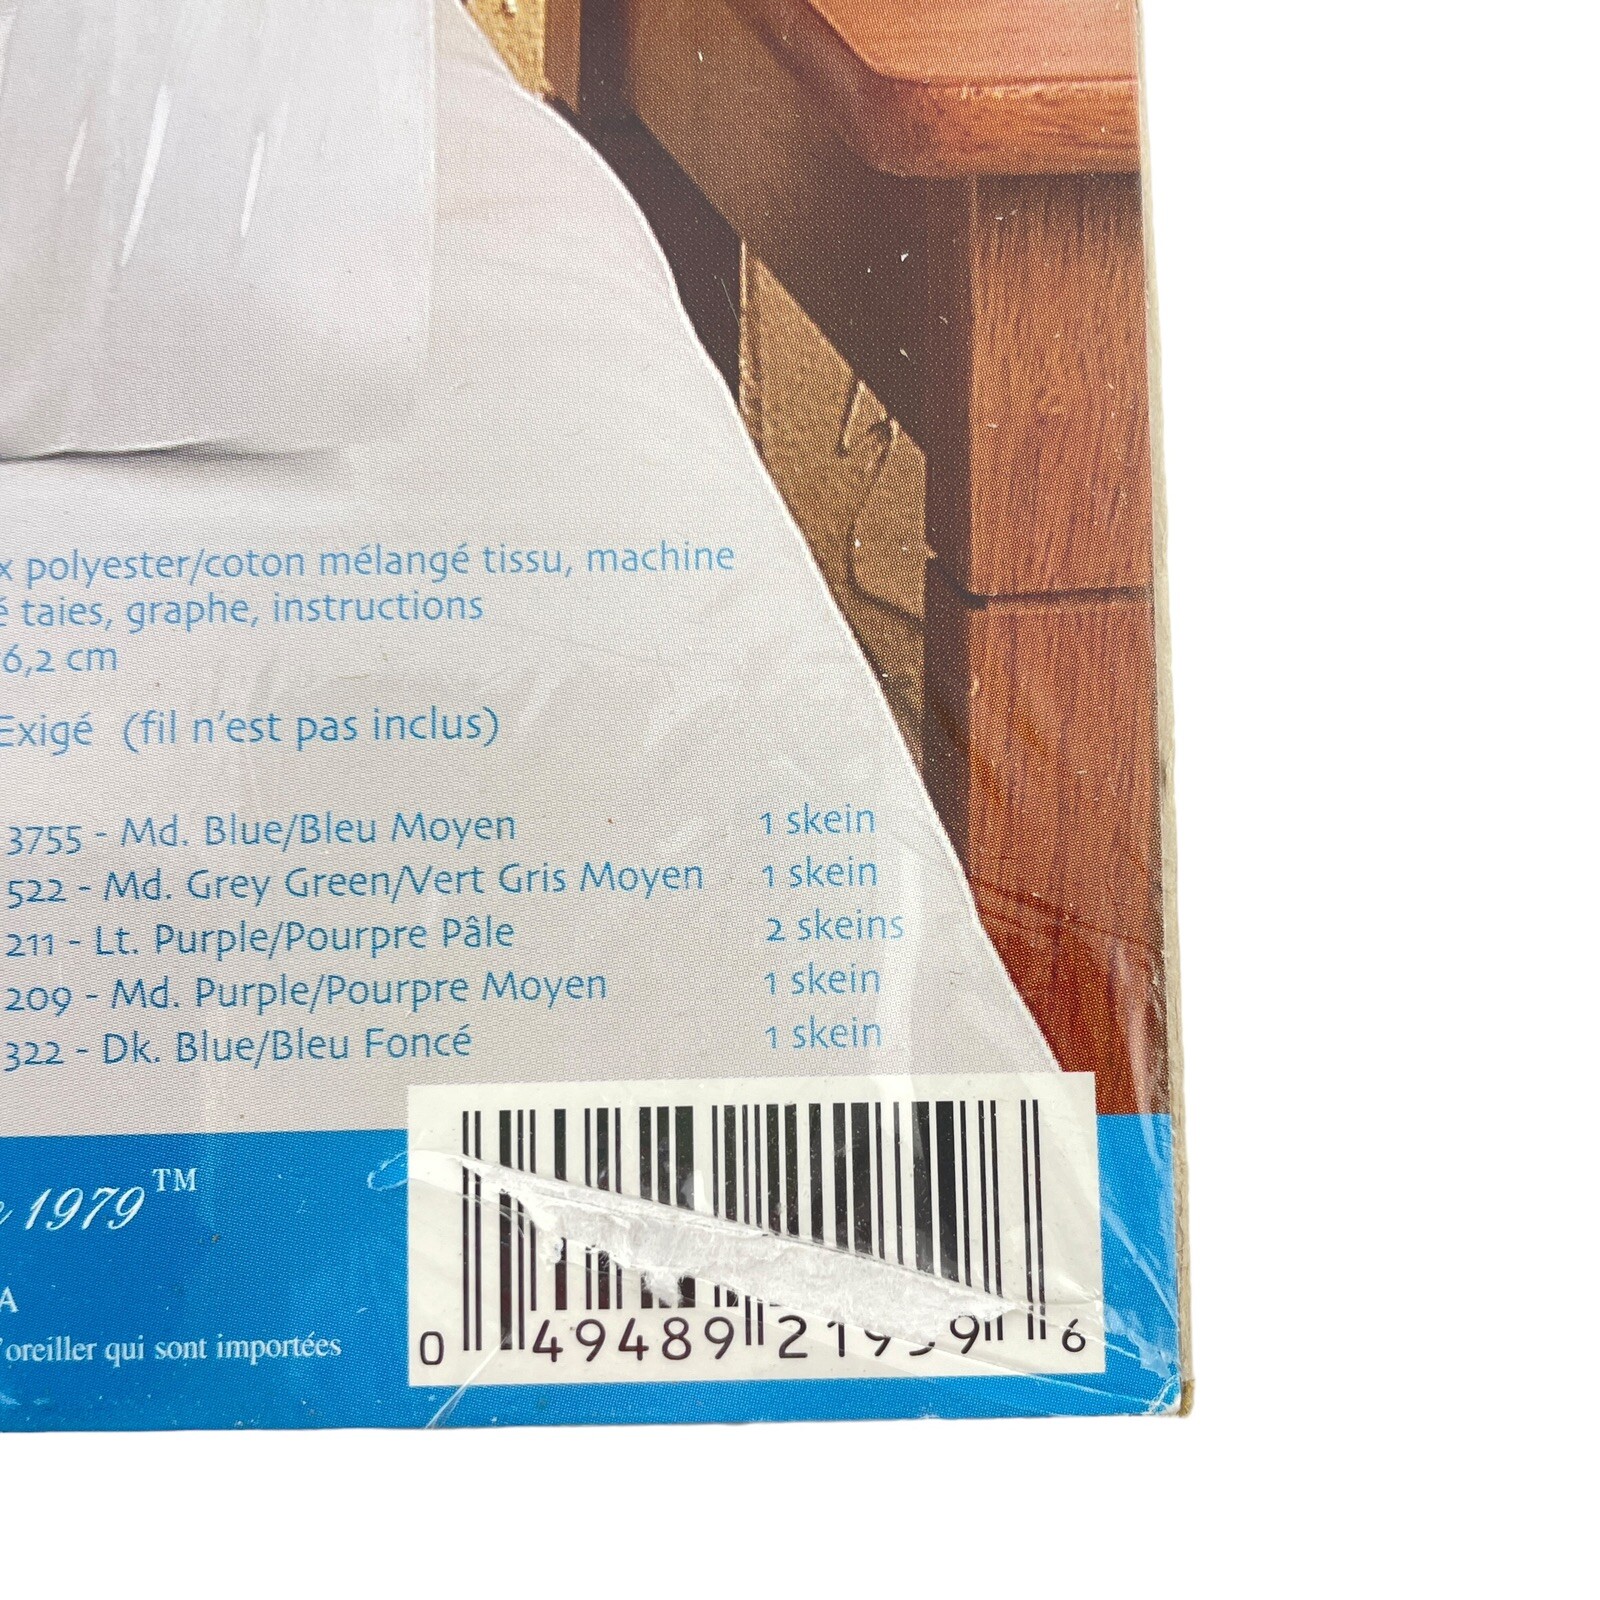 x polyester/coton mélangé tissu, machine
é taies, graphe, instructions
6,2 cm
Exigé (fil n'est pas inclus)
3755 - Md. Blue/Bleu Moyen 1 skein
522 - Md. Grey Green/Vert Gris Moyen 1 skein
211 - Lt. Purple/Pourpre Pâle 2 skeins
209 - Md. Purple/Pourpre Moyen 1 skein
322 - Dk. Blue/Bleu Foncé 1 skein
1979™
A
'oreiller qui sont importées
0 49489 21959 6